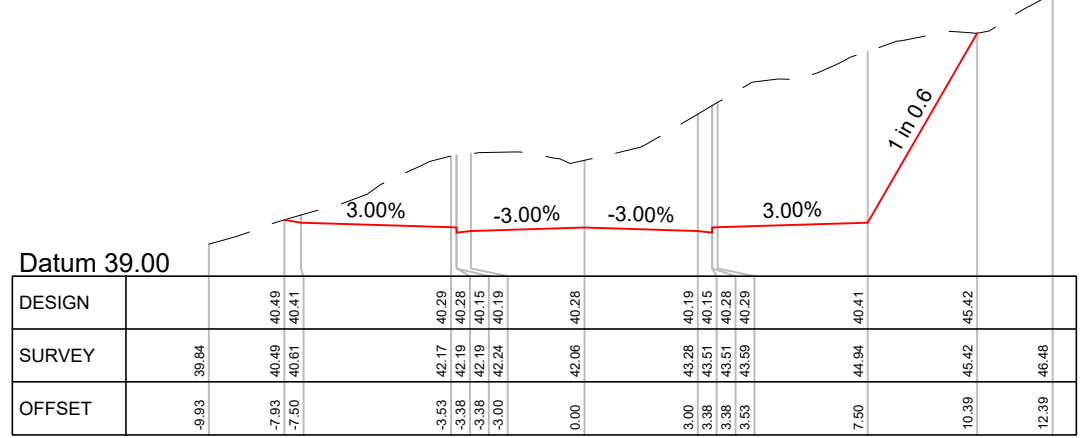 1 in 0.6
3.00% -3.00% -3.00% 3.00%
Datum 39.00
DESIGN 40.49 40.41 40.29 40.28 40.15 40.19 40.28 40.19 40.15 40.28 40.29 40.41 45.42
SURVEY 39.84 40.49 40.61 42.17 42.19 42.19 42.24 42.06 43.28 43.51 43.51 43.59 44.94 45.42 46.48
OFFSET -9.93 -7.93 -7.50 -3.53 -3.38 -3.38 -3.00 0.00 3.00 3.38 3.38 3.53 7.50 10.39 12.39